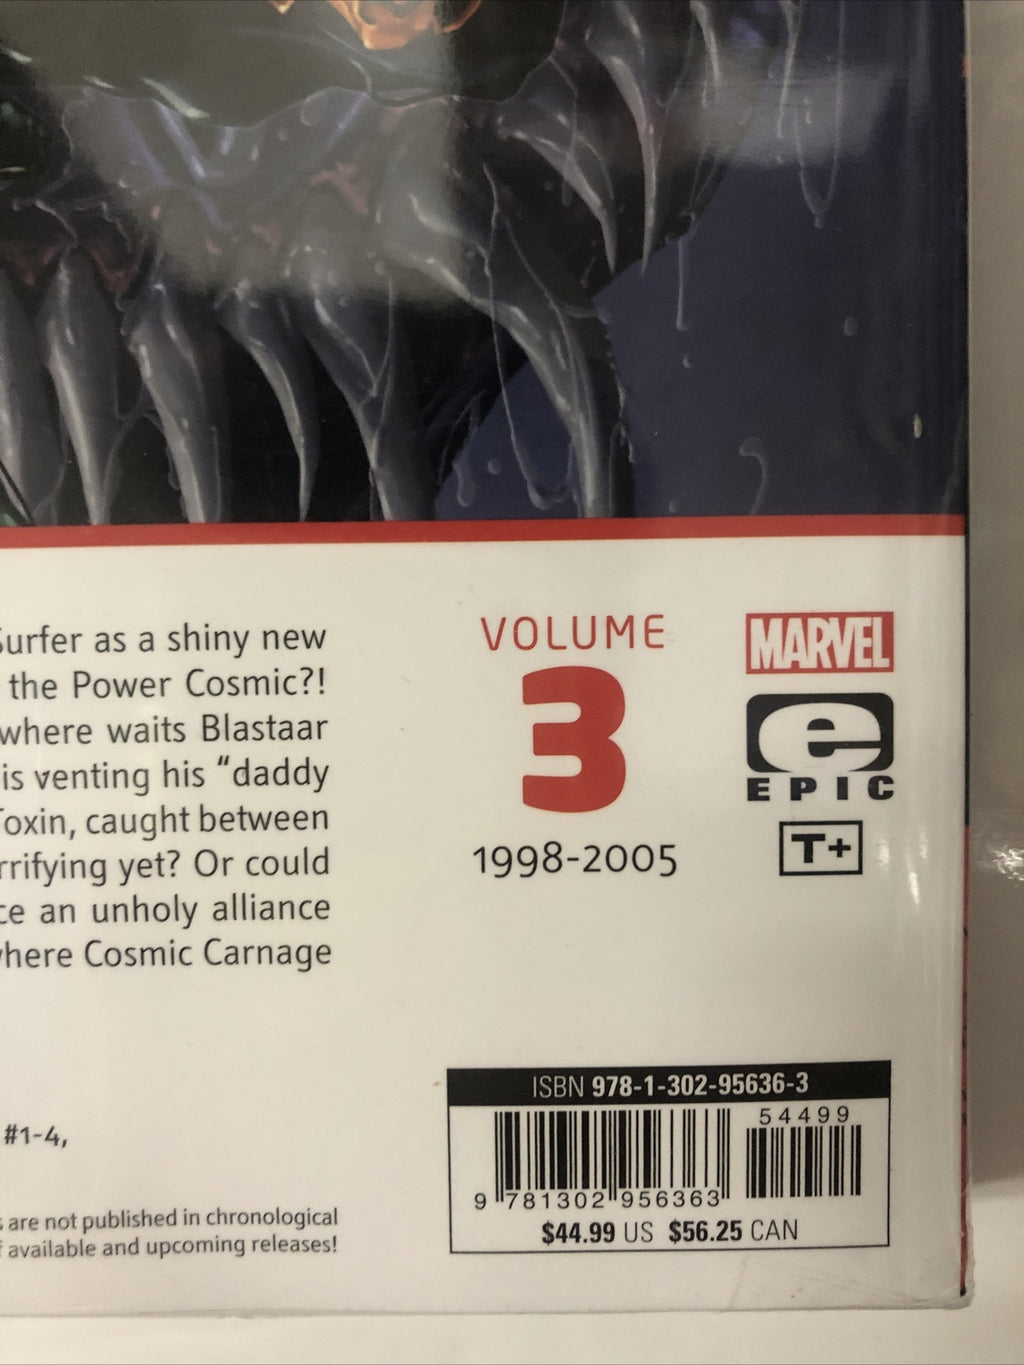 Surfer as a shiny new
the Power Cosmic?!
where waits Blastaar
is venting his "daddy
Toxin, caught between
rrifying yet? Or could
ce an unholy alliance
where Cosmic Carnage
#1-4,
are not published in chronological
available and upcoming releases!
VOLUME
3
1998-2005
MARVEL
e
EPIC
T+
ISBN 978-1-302-95636-3
54499
9 781302 956363
$44.99 US $56.25 CAN